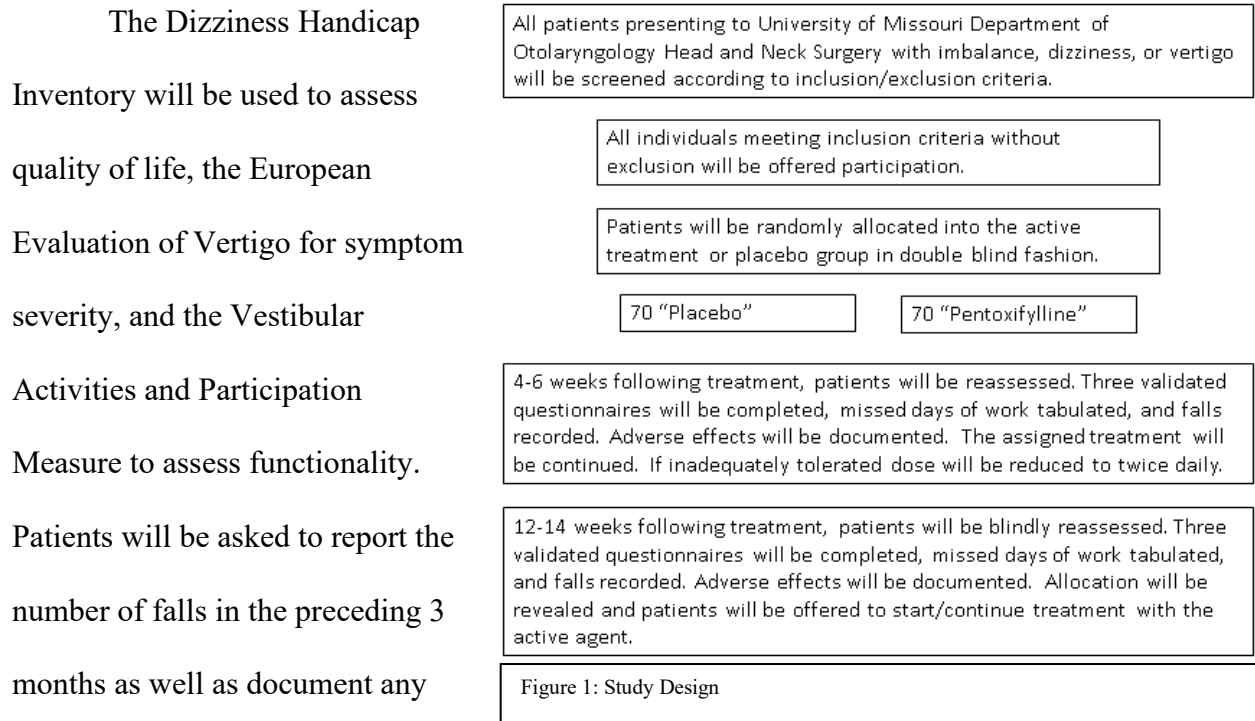 The Dizziness Handicap
Inventory will be used to assess
quality of life, the European
Evaluation of Vertigo for symptom
severity, and the Vestibular
Activities and Participation
Measure to assess functionality.
Patients will be asked to report the
number of falls in the preceding 3
months as well as document any
All patients presenting to University of Missouri Department of
Otolaryngology Head and Neck Surgery with imbalance, dizziness, or vertigo
will be screened according to inclusion/exclusion criteria.
All individuals meeting inclusion criteria without
exclusion will be offered participation.
Patients will be randomly allocated into the active
treatment or placebo group in double blind fashion.
70 "Placebo"
70 "Pentoxifylline"
4-6 weeks following treatment, patients will be reassessed. Three validated
questionnaires will be completed, missed days of work tabulated, and falls
recorded. Adverse effects will be documented. The assigned treatment will
be continued. If inadequately tolerated dose will be reduced to twice daily.
12-14 weeks following treatment, patients will be blindly reassessed. Three
validated questionnaires will be completed, missed days of work tabulated,
and falls recorded. Adverse effects will be documented. Allocation will be
revealed and patients will be offered to start/continue treatment with the
active agent.
Figure 1: Study Design